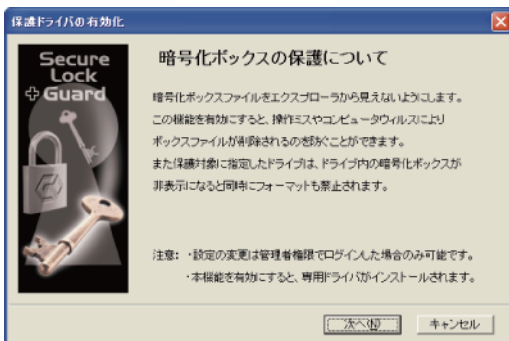 保護ドライバの有効化
Secure
Lock
Guard
暗号化ボックスの保護について
暗号化ボックスファイルをエクスプローラから見えないようにします。
この機能を有効にすると、操作ミスやコンピュータウィルスにより
ボックスファイルが削除されるのを防ぐことができます。
また保護対象に指定したドライブは、ドライブ内の暗号化ボックスが
非表示になると同時にフォーマットも禁止されます。
注意： ・設定の変更は管理者権限でログインした場合のみ可能です。
・本機能を有効にすると、専用ドライバがインストールされます。
次へ(N)
キャンセル